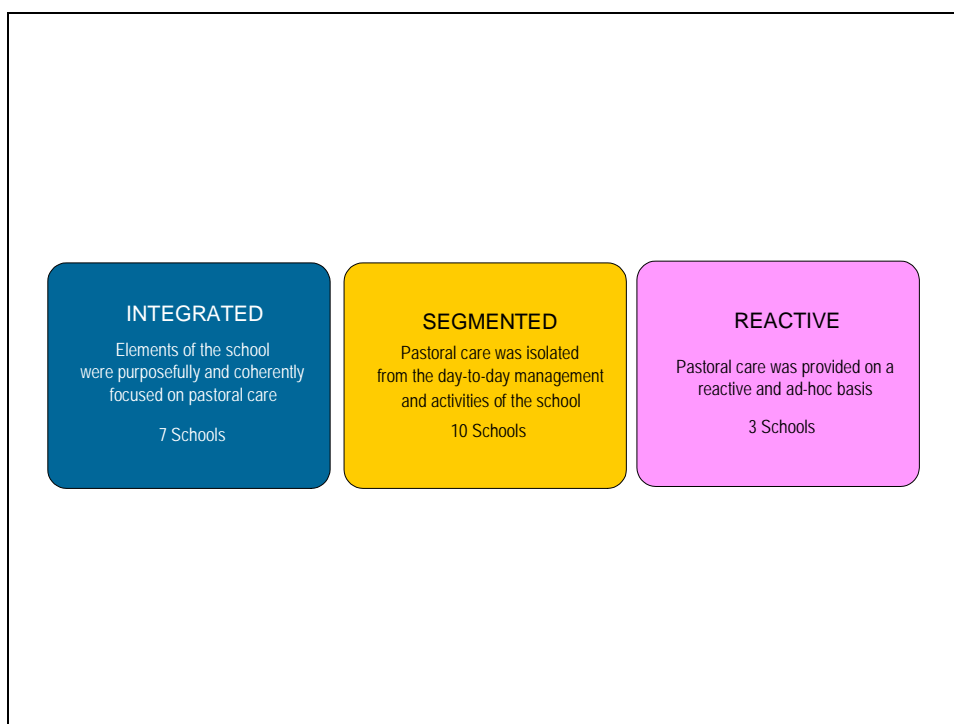 INTEGRATED
Elements of the school
were purposefully and coherently
focused on pastoral care
7 Schools
SEGMENTED
Pastoral care was isolated
from the day-to-day management
and activities of the school
10 Schools
REACTIVE
Pastoral care was provided on a
reactive and ad-hoc basis
3 Schools